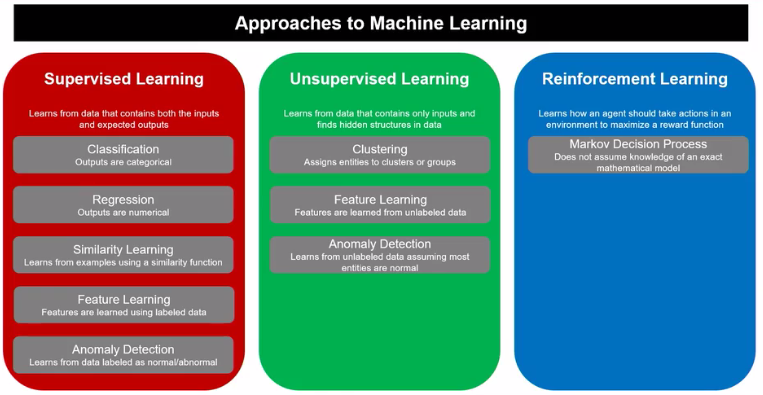 Approaches to Machine Learning
Supervised Learning
Learns from data that contains both the inputs
and expected outputs
Classification
Outputs are categorical
Regression
Outputs are numerical
Similarity Learning
Learns from examples using a similarity function
Feature Learning
Features are learned using labeled data
Anomaly Detection
Learns from data labeled as normal/abnormal
Unsupervised Learning
Learns from data that contains only inputs and
finds hidden structures in data
Clustering
Assigns entities to clusters or groups
Feature Learning
Features are learned from unlabeled data
Anomaly Detection
Learns from unlabeled data assuming most
entities are normal
Reinforcement Learning
Learns how an agent should take actions in an
environment to maximize a reward function
Markov Decision Process
Does not assume knowledge of an exact
mathematical model